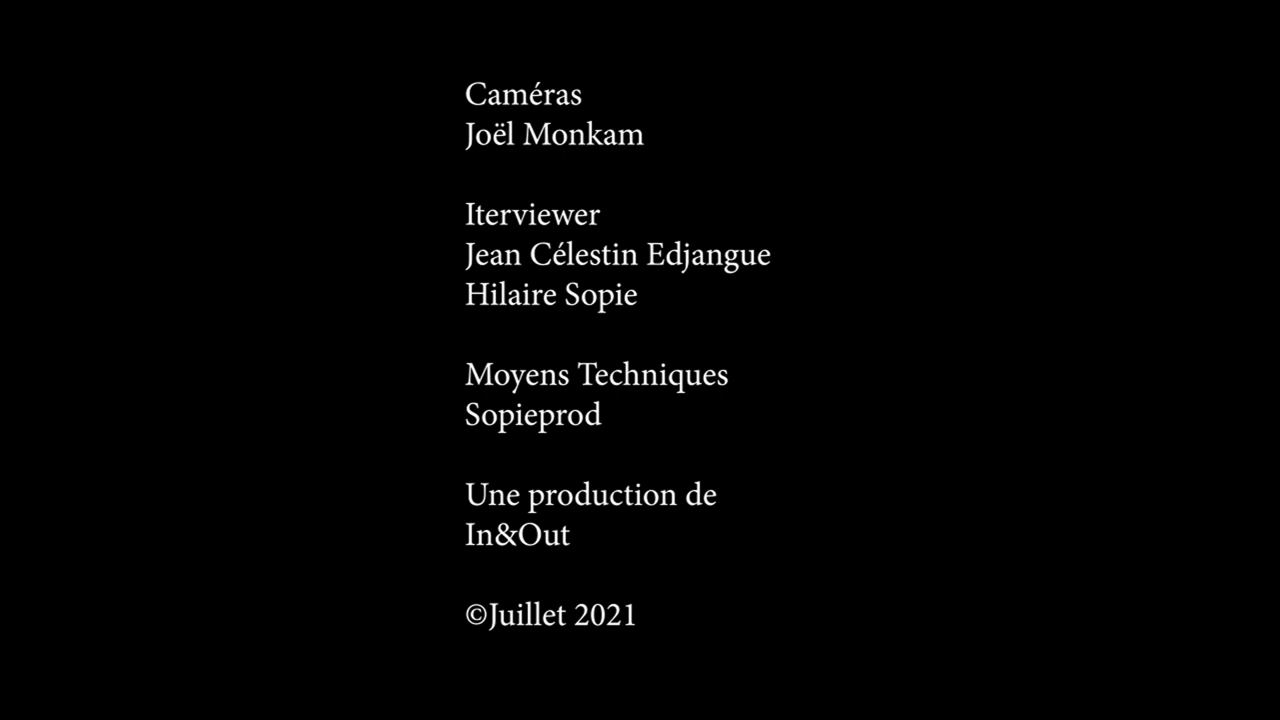 Caméras
Joël Monkam
Iterviewer
Jean Célestin Edjangue
Hilaire Sopie
Moyens Techniques
Sopieprod
Une production de
In&Out
©Juillet 2021